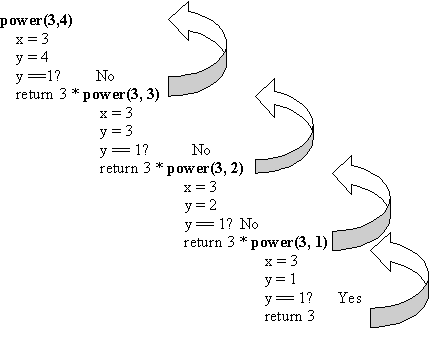 power(3,4)
x = 3
y = 4
y ==1? No
return 3 * power(3, 3)
x = 3
y = 3
y == 1? No
return 3 * power(3, 2)
x = 3
y = 2
y == 1? No
return 3 * power(3, 1)
x = 3
y = 1
y == 1? Yes
return 3